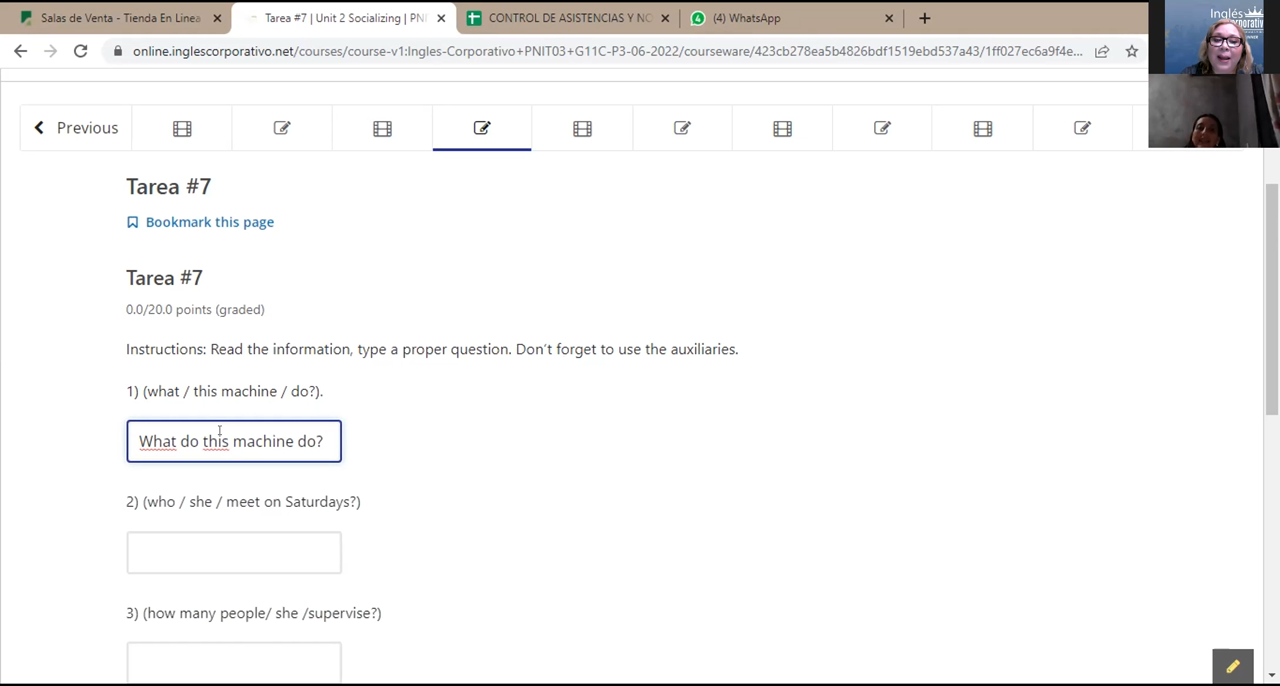 Salas de Venta - Tienda En Linea
Tarea #7 | Unit 2 Socializing | PNI
CONTROL DE ASISTENCIAS Y NO
(4) WhatsApp
online.inglescorporativo.net/courses/course-v1:Ingles-Corporativo+PNIT03+G11C-P3-06-2022/courseware/423cb278ea5b4826bdf1519ebd537a43/1ff027ec6a9f4e...
Inglés
Previous
Tarea #7
Bookmark this page
Tarea #7
0.0/20.0 points (graded)
Instructions: Read the information, type a proper question. Don't forget to use the auxiliaries.
1) (what / this machine / do?).
What do this machine do?
2) (who / she / meet on Saturdays?)
3) (how many people/ she /supervise?)